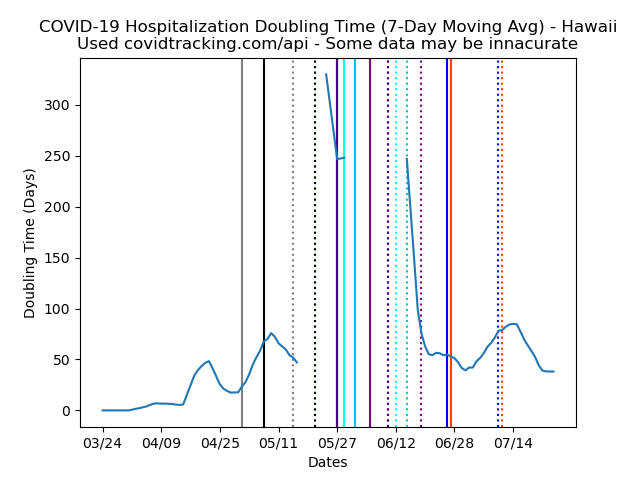 COVID-19 Hospitalization Doubling Time (7-Day Moving Avg) - Hawaii
Used covidtracking.com/api - Some data may be innacurate
300
250
200
150
100
50
0
Doubling Time (Days)
03/24 04/09 04/25 05/11 05/27 06/12 06/28 07/14
Dates